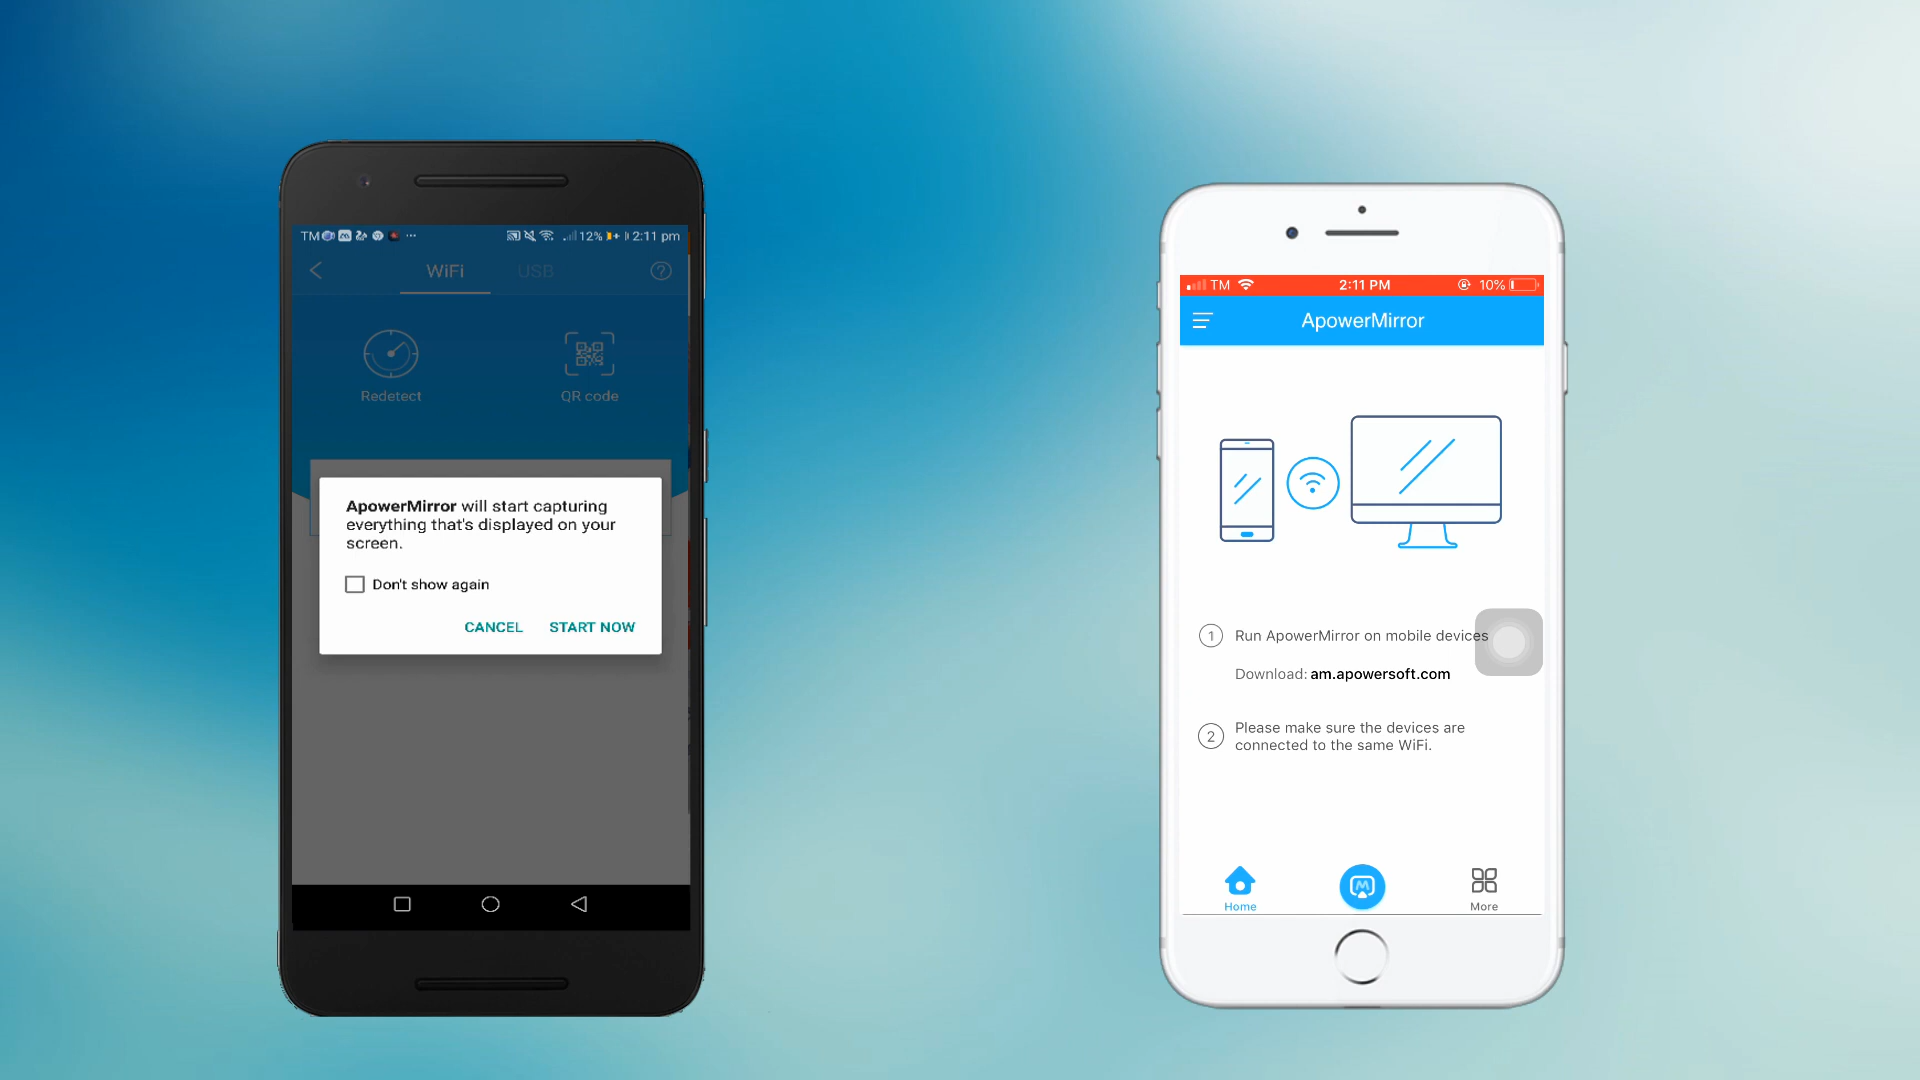 TM 12% 2:11 pm
WiFi USB
Redetect QR code
ApowerMirror will start capturing
everything that's displayed on your
screen.
Don't show again
CANCEL START NOW
TM 2:11 PM 10%
ApowerMirror
1 Run ApowerMirror on mobile devices
Download: am.apowersoft.com
2 Please make sure the devices are
connected to the same WiFi.
Home More